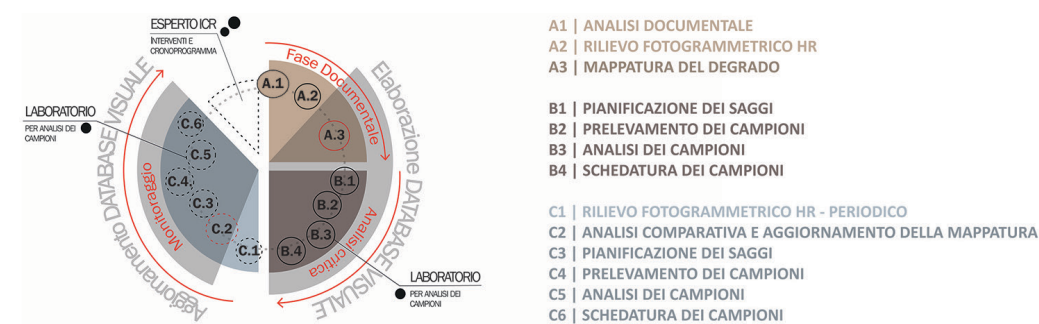 ESPERTO ICR
INTERVENTI E
CRONOPROGRAMMA
LABORATORIO
PER ANALISI DEI
CAMPIONI
Fase Documentale
Elaborazione DATABASE VISUALE
Analisi critica
Monitoraggio
Aggiornamento DATABASE VISUALE
A.1
A.2
A.3
B.1
B.2
B.3
B.4
C.1
C.2
C.3
C.4
C.5
C.6
LABORATORIO
PER ANALISI DEI
CAMPIONI
A1 | ANALISI DOCUMENTALE
A2 | RILIEVO FOTOGRAMMETRICO HR
A3 | MAPPATURA DEL DEGRADO
B1 | PIANIFICAZIONE DEI SAGGI
B2 | PRELEVAMENTO DEI CAMPIONI
B3 | ANALISI DEI CAMPIONI
B4 | SCHEDATURA DEI CAMPIONI
C1 | RILIEVO FOTOGRAMMETRICO HR - PERIODICO
C2 | ANALISI COMPARATIVA E AGGIORNAMENTO DELLA MAPPATURA
C3 | PIANIFICAZIONE DEI SAGGI
C4 | PRELEVAMENTO DEI CAMPIONI
C5 | ANALISI DEI CAMPIONI
C6 | SCHEDATURA DEI CAMPIONI